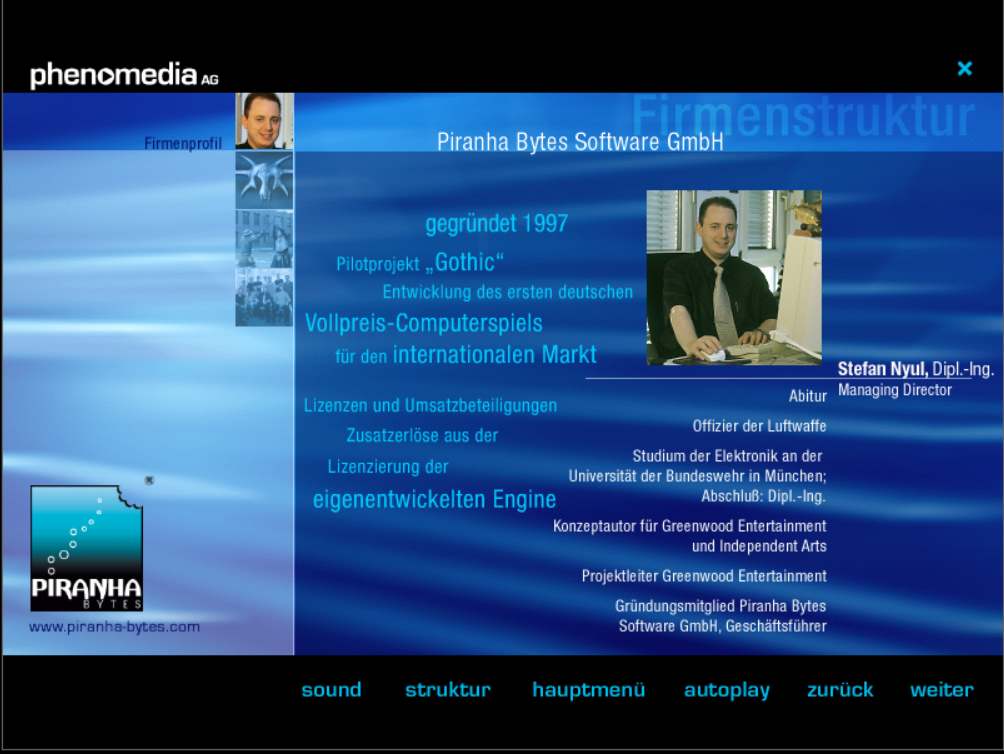 phenomedia AG
×
Firmenstruktur
Firmenprofil
Piranha Bytes Software GmbH
gegründet 1997
Pilotprojekt „Gothic“
Entwicklung des ersten deutschen
Vollpreis-Computerspiels
für den internationalen Markt
Lizenzen und Umsatzbeteiligungen
Zusatzerlöse aus der
Lizenzierung der
eigenentwickelten Engine
Stefan Nyul, Dipl.-Ing.
Managing Director
Abitur
Offizier der Luftwaffe
Studium der Elektronik an der
Universität der Bundeswehr in München;
Abschluß: Dipl.-Ing.
Konzeptautor für Greenwood Entertainment
und Independent Arts
Projektleiter Greenwood Entertainment
Gründungsmitglied Piranha Bytes
Software GmbH, Geschäftsführer
®
PIRANHA
BYTES
www.piranha-bytes.com
sound struktur hauptmenü autoplay zurück weiter